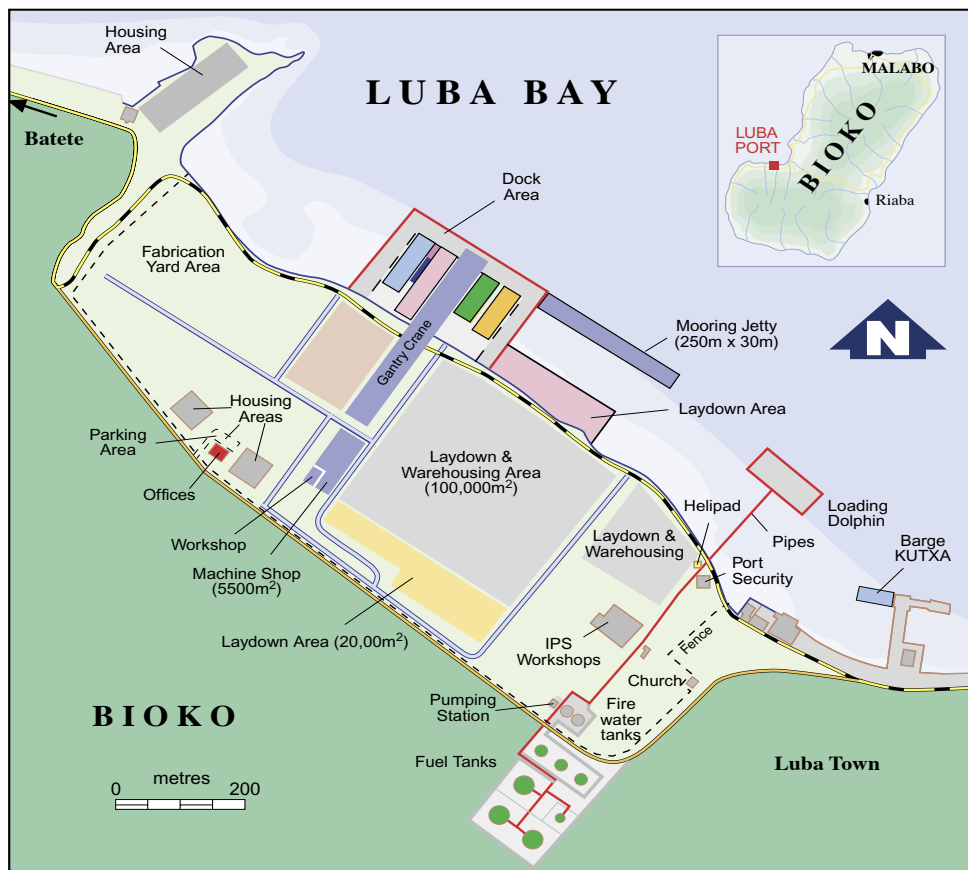 Housing
Area
LUBA BAY
MALABO
LUBA
PORT
BIOKO
Riaba
Batete
Dock
Area
Fabrication
Yard Area
Gantry Crane
Mooring Jetty
(250m x 30m)
N
Housing
Areas
Parking
Area
Offices
Laydown Area
Laydown &
Warehousing Area
(100,000m²)
Workshop
Machine Shop
(5500m²)
Laydown Area (20,00m²)
Laydown
& Warehousing
Helipad
Loading
Dolphin
Pipes
Port
Security
Barge
KUTXA
IPS
Workshops
Fence
Church
Pumping
Station
Fire
water
tanks
Fuel Tanks
BIOKO
Luba Town
metres
0 200